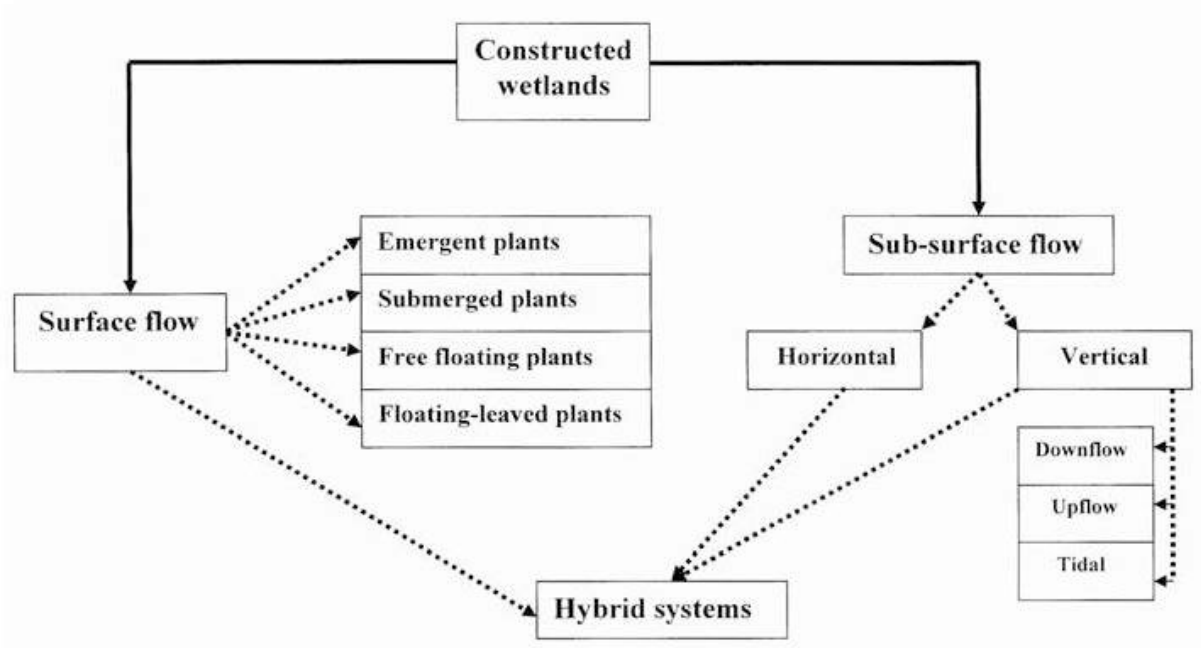 Constructed
wetlands
Emergent plants
Sub-surface flow
Submerged plants
Surface flow
Free floating plants
Horizontal
Vertical
Floating-leaved plants
Downflow
Upflow
Tidal
Hybrid systems